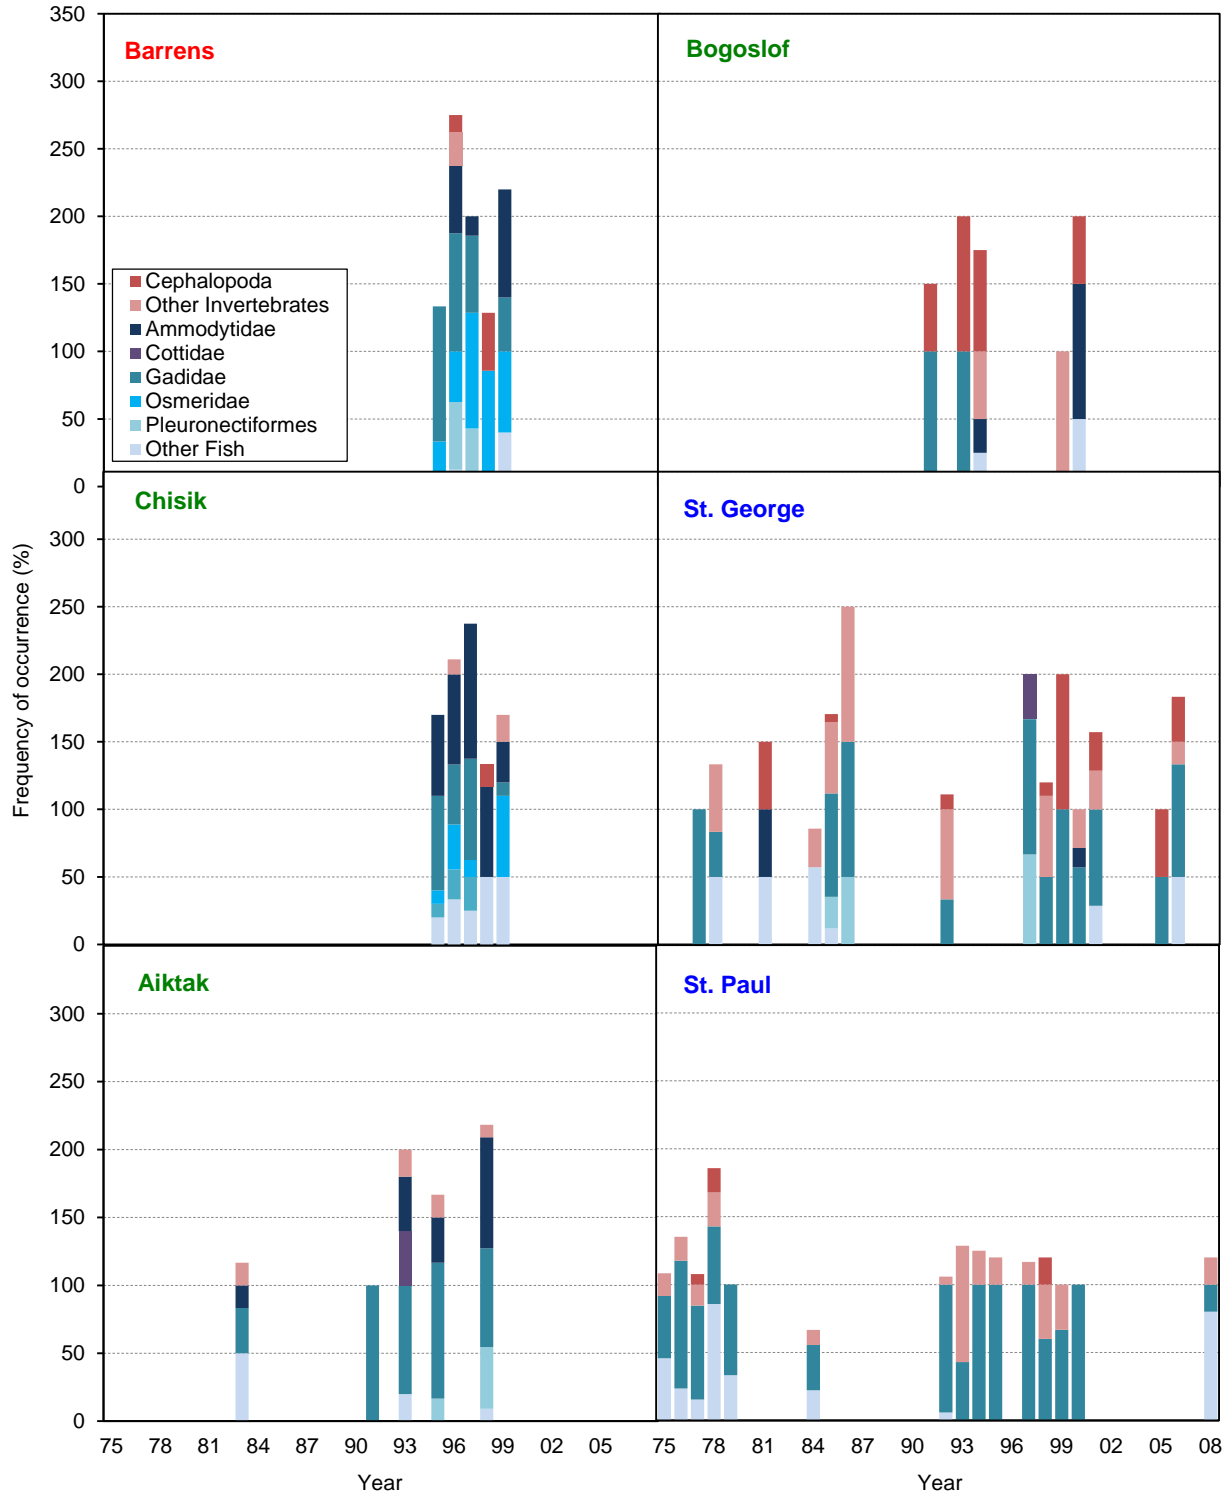 350
300
250
200
150
100
50
0
Barrens
Bogoslof
Cephalopoda
Other Invertebrates
Ammodytidae
Cottidae
Gadidae
Osmeridae
Pleuronectiformes
Other Fish
Frequency of occurrence (%)
Chisik
St. George
300
250
200
150
100
50
0
Aiktak
St. Paul
300
250
200
150
100
50
0
75 78 81 84 87 90 93 96 99 02 05
75 78 81 84 87 90 93 96 99 02 05 08
Year
Year